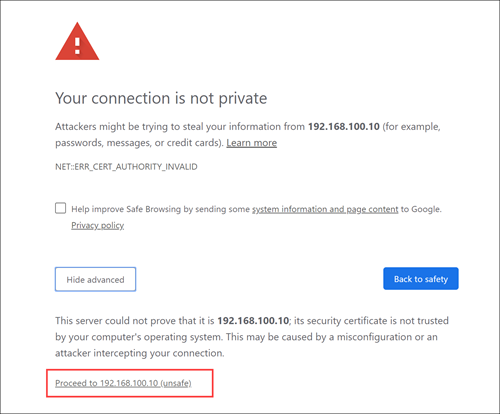 Your connection is not private
Attackers might be trying to steal your information from 192.168.100.10 (for example,
passwords, messages, or credit cards). Learn more
NET::ERR_CERT_AUTHORITY_INVALID
Help improve Safe Browsing by sending some system information and page content to Google.
Privacy policy
Hide advanced
Back to safety
This server could not prove that it is 192.168.100.10; its security certificate is not trusted
by your computer's operating system. This may be caused by a misconfiguration or an
attacker intercepting your connection.
Proceed to 192.168.100.10 (unsafe)